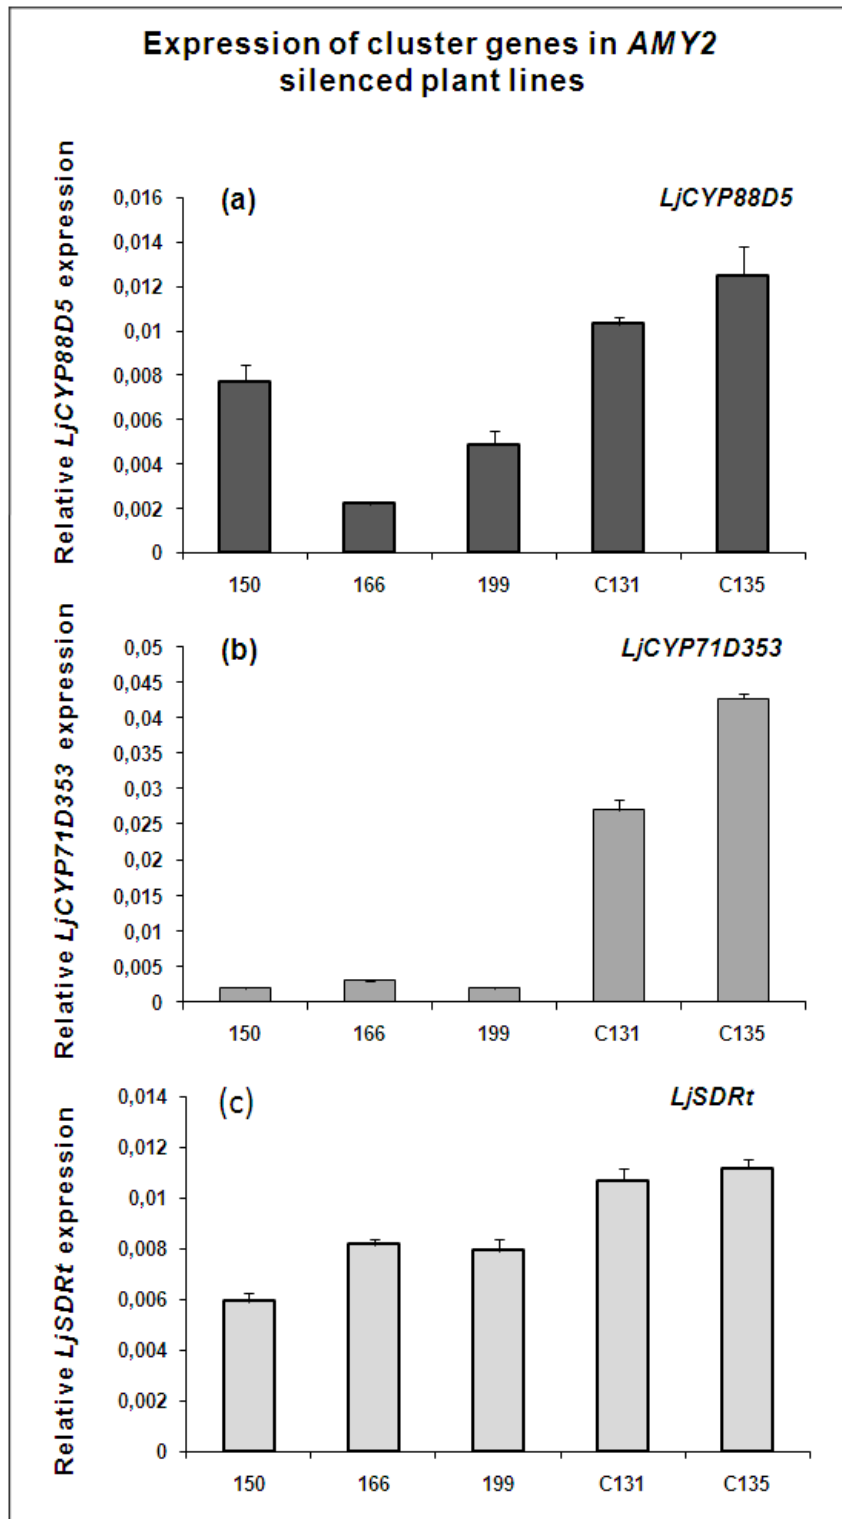 Expression of cluster genes in AMY2
silenced plant lines
Relative LjCYP88D5 expression
(a)
LjCYP88D5
0,016
0,014
0,012
0,01
0,008
0,006
0,004
0,002
0
150 166 199 C131 C135
Relative LjCYP71D353 expression
(b)
LjCYP71D353
0,05
0,045
0,04
0,035
0,03
0,025
0,02
0,015
0,01
0,005
0
150 166 199 C131 C135
Relative LjSDRt expression
(c)
LjSDRt
0,014
0,012
0,01
0,008
0,006
0,004
0,002
0
150 166 199 C131 C135